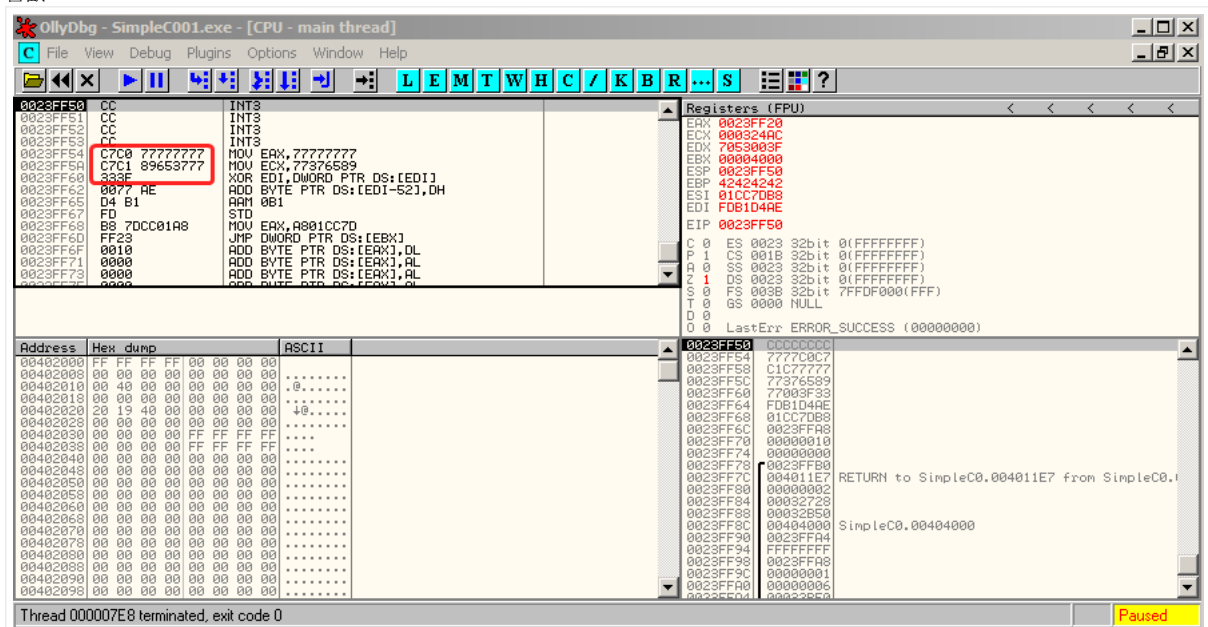 OllyDbg - SimpleC001.exe - [CPU - main thread]
C File View Debug Plugins Options Window Help
L E M T W H C / K B R ... S ?
0023FF50 CC INT3
0023FF51 CC INT3
0023FF52 CC INT3
0023FF53 CC INT3
0023FF54 C7C0 77777777 MOV EAX,77777777
0023FF5A C7C1 89653777 MOV ECX,77376589
0023FF60 333F XOR EDI,DWORD PTR DS:[EDI]
0023FF62 0077 AE ADD BYTE PTR DS:[EDI-52],DH
0023FF65 D4 B1 AAM 0B1
0023FF67 FD STD
0023FF68 B8 7DCC01A8 MOV EAX,A801CC7D
0023FF6D FF23 JMP DWORD PTR DS:[EBX]
0023FF6F 0010 ADD BYTE PTR DS:[EAX],DL
0023FF71 0000 ADD BYTE PTR DS:[EAX],AL
0023FF73 0000 ADD BYTE PTR DS:[EAX],AL
Registers (FPU) < < < < <
EAX 0023FF20
ECX 000324AC
EDX 7053003F
EBX 00004000
ESP 0023FF50
EBP 42424242
ESI 01CC7DB8
EDI FDB1D4AE
EIP 0023FF50
C 0 ES 0023 32bit 0(FFFFFFFF)
P 1 CS 001B 32bit 0(FFFFFFFF)
A 0 SS 0023 32bit 0(FFFFFFFF)
Z 1 DS 0023 32bit 0(FFFFFFFF)
S 0 FS 003B 32bit 7FFDF000(FFF)
T 0 GS 0000 NULL
D 0
O 0 LastErr ERROR_SUCCESS (00000000)
Address Hex dump ASCII
00402000 FF FF FF FF 00 00 00 00
00402008 00 00 00 00 00 00 00 00 ........
00402010 00 40 00 00 00 00 00 00 .@......
00402018 00 00 00 00 00 00 00 00 ........
00402020 20 19 40 00 00 00 00 00 ↓@.....
00402028 00 00 00 00 00 00 00 00 ........
00402030 00 00 00 00 FF FF FF FF ....
00402038 00 00 00 00 FF FF FF FF ....
00402040 00 00 00 00 00 00 00 00 ........
00402048 00 00 00 00 00 00 00 00 ........
00402050 00 00 00 00 00 00 00 00 ........
00402058 00 00 00 00 00 00 00 00 ........
00402060 00 00 00 00 00 00 00 00 ........
00402068 00 00 00 00 00 00 00 00 ........
00402070 00 00 00 00 00 00 00 00 ........
00402078 00 00 00 00 00 00 00 00 ........
00402080 00 00 00 00 00 00 00 00 ........
00402088 00 00 00 00 00 00 00 00 ........
00402090 00 00 00 00 00 00 00 00 ........
00402098 00 00 00 00 00 00 00 00 ........
0023FF50 CCCCCCCC
0023FF54 7777C0C7
0023FF58 C1C77777
0023FF5C 77376589
0023FF60 77003F33
0023FF64 FDB1D4AE
0023FF68 01CC7DB8
0023FF6C 0023FFA8
0023FF70 00000010
0023FF74 00000000
0023FF78 0023FFB0
0023FF7C 004011E7 RETURN to SimpleC0.004011E7 from SimpleC0.
0023FF80 00000002
0023FF84 00032728
0023FF88 00032B50
0023FF8C 00404000 SimpleC0.00404000
0023FF90 0023FFA4
0023FF94 FFFFFFFF
0023FF98 0023FFA8
0023FF9C 00000001
0023FFA0 00000006
Thread 000007E8 terminated, exit code 0
Paused